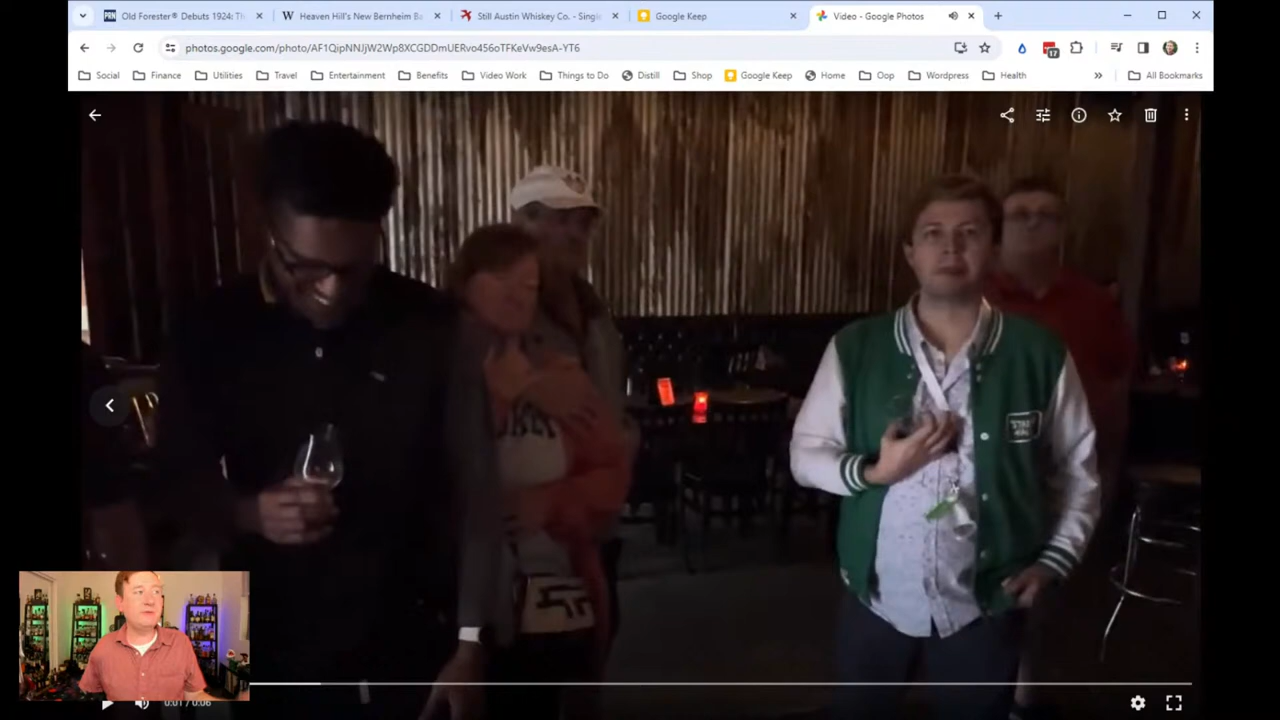 Old Forester® Debuts 1924: Th
Heaven Hill's New Bernheim Ba
Still Austin Whiskey Co. - Single
Google Keep
Video - Google Photos
photos.google.com/photo/AF1QipNNJjW2Wp8XCGDDmUERvo456oTFKeVw9esA-YT6
17
Social
Finance
Utilities
Travel
Entertainment
Benefits
Video Work
Things to Do
Distill
Shop
Google Keep
Home
Oop
Wordpress
Health
»
All Bookmarks
0:01 / 0:06